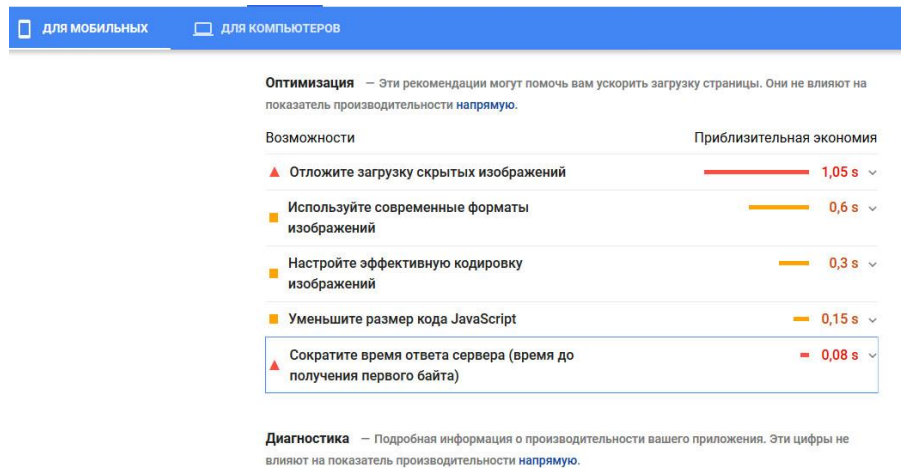 ДЛЯ МОБИЛЬНЫХ ДЛЯ КОМПЬЮТЕРОВ
Оптимизация — Эти рекомендации могут помочь вам ускорить загрузку страницы. Они не влияют на
показатель производительности напрямую.
Возможности Приблизительная экономия
Отложите загрузку скрытых изображений 1,05 s
Используйте современные форматы
изображений 0,6 s
Настройте эффективную кодировку
изображений 0,3 s
Уменьшите размер кода JavaScript 0,15 s
Сократите время ответа сервера (время до
получения первого байта) 0,08 s
Диагностика — Подробная информация о производительности вашего приложения. Эти цифры не
влияют на показатель производительности напрямую.